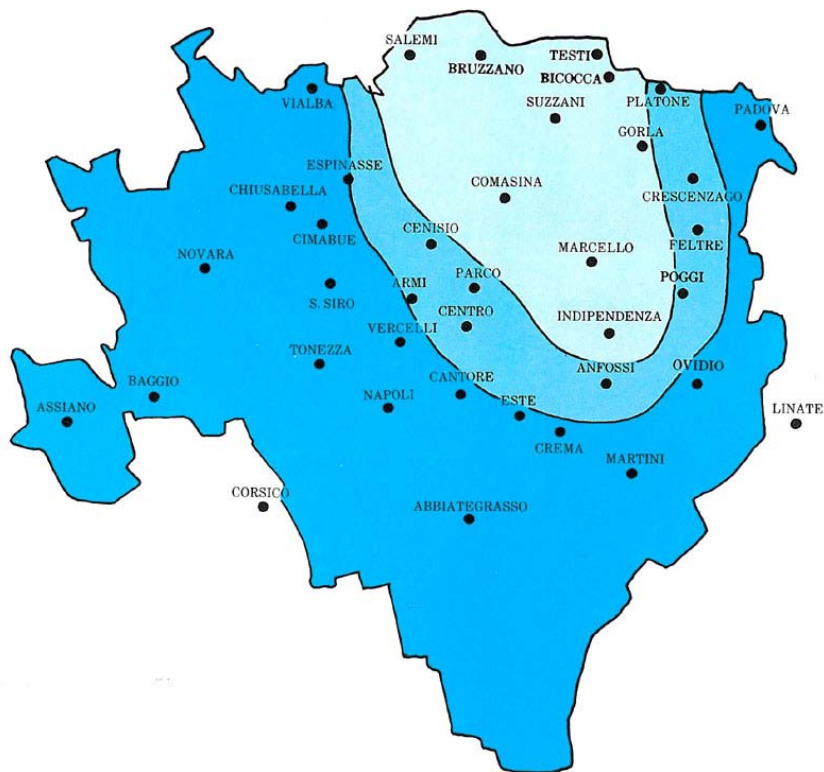 SALEMI
BRUZZANO
TESTI
BICOCCA
VIALBA
SUZZANI
PLATONE
PADOVA
GORLA
ESPINASSE
CHIUSABELLA
COMASINA
CRESCENZAGO
CIMABUE
CENISIO
FELTRE
NOVARA
MARCELLO
S. SIRO
ARMI
PARCO
POGGI
VERCELLI
CENTRO
INDIPENDENZA
TONEZZA
BAGGIO
CANTORE
ANFOSSI
OVIDIO
ASSIANO
NAPOLI
ESTE
LINATE
CREMA
MARTINI
CORSICO
ABBIATEGRASSO